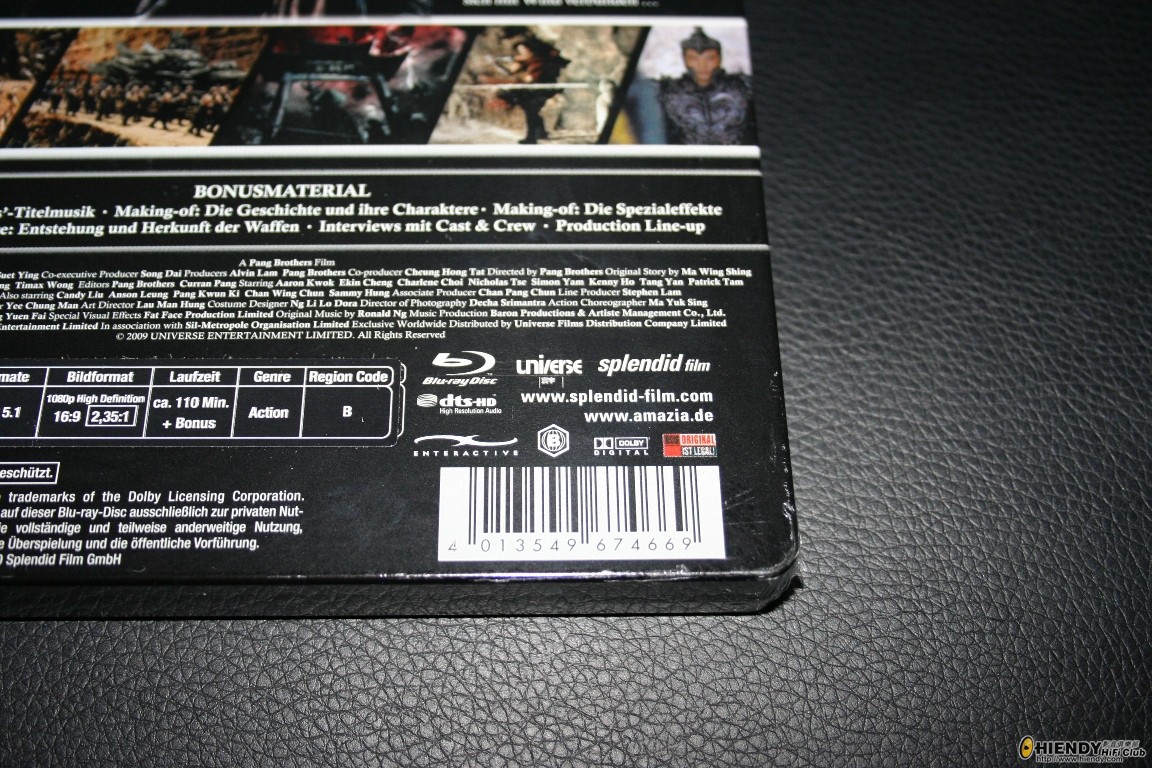 BONUSMATERIAL
s'-Titelmusik · Making-of: Die Geschichte und ihre Charaktere · Making-of: Die Spezialeffekte
e: Entstehung und Herkunft der Waffen · Interviews mit Cast & Crew · Production Line-up
A Pang Brothers Film
uet Ying Co-executive Producer Song Dai Producers Alvin Lam Pang Brothers Co-producer Cheung Hong Tat Directed by Pang Brothers Original Story by Ma Wing Shing
ng Timax Wong Editors Pang Brothers Curran Pang Starring Aaron Kwok Ekin Cheng Charlene Choi Nicholas Tse Simon Yam Kenny Ho Tang Yan Patrick Tam
Also starring Candy Liu Anson Leung Pang Kwun Ki Chan Wing Chun Sammy Hung Associate Producer Chan Pang Chun Line Producer Stephen Lam
Yee Chung Man Art Director Lau Man Hung Costume Designer Ng Li Lo Dora Director of Photography Decha Srimantra Action Choreographer Ma Yuk Sing
g Yuen Fai Special Visual Effects Fat Face Production Limited Original Music by Ronald Ng Music Production Baron Productions & Artiste Management Co., Ltd.
Entertainment Limited In association with Sil-Metropole Organisation Limited Exclusive Worldwide Distributed by Universe Films Distribution Company Limited
© 2009 UNIVERSE ENTERTAINMENT LIMITED. All Rights Reserved
mate Bildformat Laufzeit Genre Region Code
5.1 1080p High Definition 16:9 2,35:1 ca. 110 Min. + Bonus Action B
Blu-ray Disc UNIVERSE splendid film
dts-HD High Resolution Audio www.splendid-film.com
www.amazia.de
ENTERACTIVE B DOLBY DIGITAL ORIGINAL IST LEGAL!
eschützt.
trademarks of the Dolby Licensing Corporation.
auf dieser Blu-ray-Disc ausschließlich zur privaten Nut-
ie vollständige und teilweise anderweitige Nutzung,
e Überspielung und die öffentliche Vorführung.
9 Splendid Film GmbH
4 013549 674669
HIENDY HiFi Club
http://www.hiendy.com